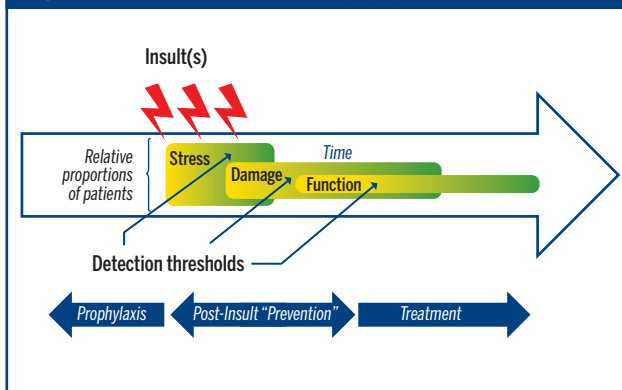 Insult(s)
Relative
proportions
of patients
Stress
Time
Damage
Function
Detection thresholds
Prophylaxis
Post-Insult “Prevention”
Treatment